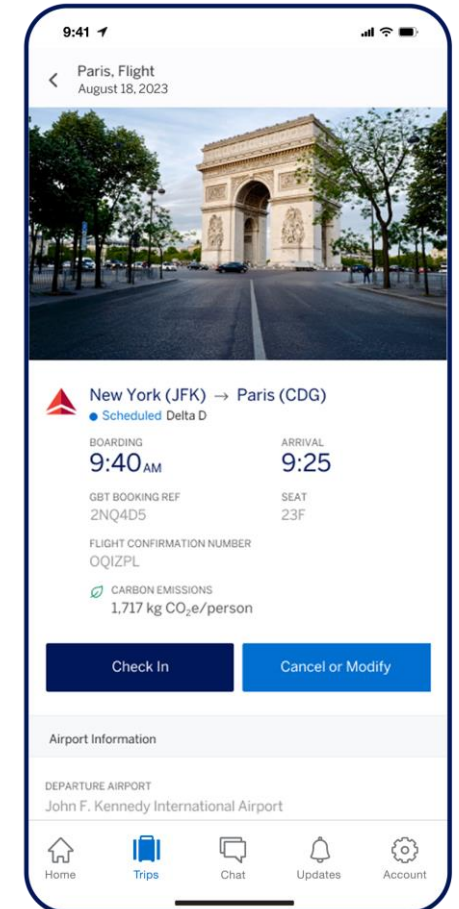 9:41
Paris, Flight
August 18, 2023
New York (JFK) → Paris (CDG)
Scheduled Delta D
BOARDING ARRIVAL
9:40 AM 9:25
GBT BOOKING REF SEAT
2NQ4D5 23F
FLIGHT CONFIRMATION NUMBER
OQIZPL
CARBON EMISSIONS
1,717 kg CO₂e/person
Check In Cancel or Modify
Airport Information
DEPARTURE AIRPORT
John F. Kennedy International Airport
Home Trips Chat Updates Account